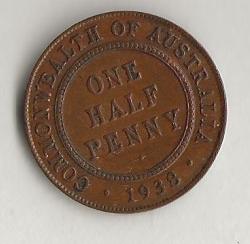 COMMONWEALTH OF AUSTRALIA
ONE
HALF
PENNY
1938